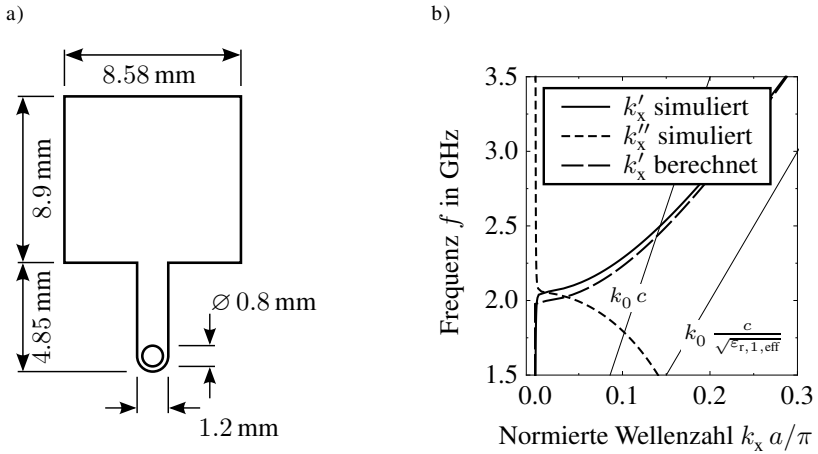 a)
8.58 mm
8.9 mm
4.85 mm
∅ 0.8 mm
1.2 mm
b)
Frequenz f in GHz
3.5
3.0
2.5
2.0
1.5
k′x simuliert
k″x simuliert
k′x berechnet
k0 c
k0 c/√εr,1,eff
0.0 0.1 0.2 0.3
Normierte Wellenzahl kx a/π